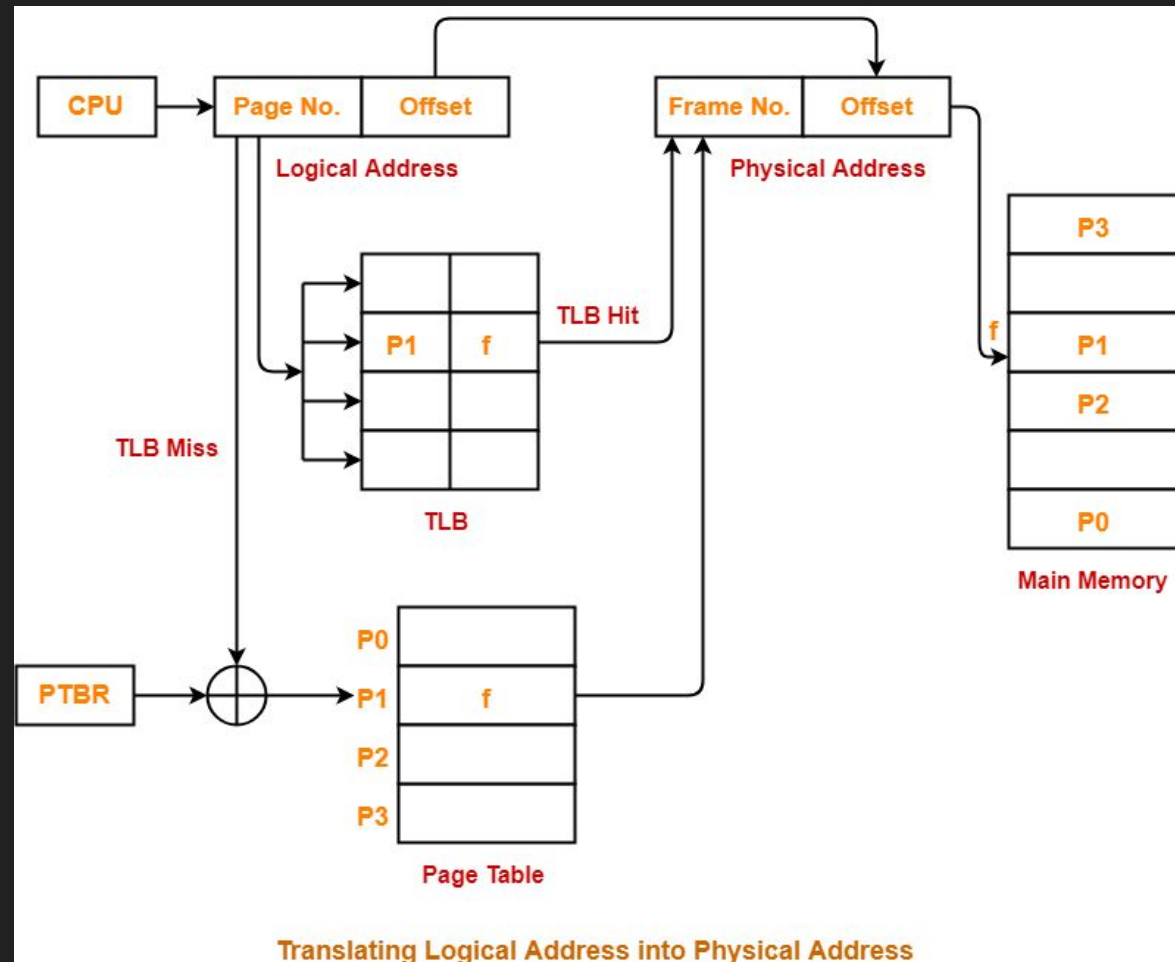 CPU
Page No.
Offset
Frame No.
Offset
Logical Address
Physical Address
P3
TLB Hit
P1
f
f
P1
P2
TLB Miss
P0
TLB
Main Memory
P0
PTBR
P1
f
P2
P3
Page Table
Translating Logical Address into Physical Address